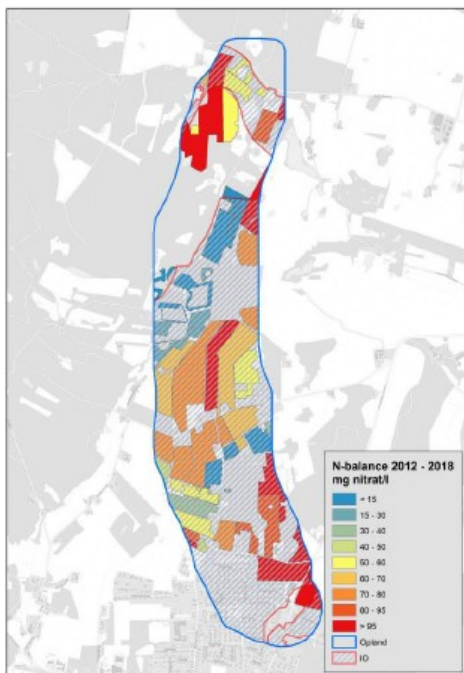 N-balance 2012 - 2018
mg nitrat/l
< 15
15 - 30
30 - 40
40 - 50
50 - 60
60 - 70
70 - 80
80 - 95
> 95
Opland
IO